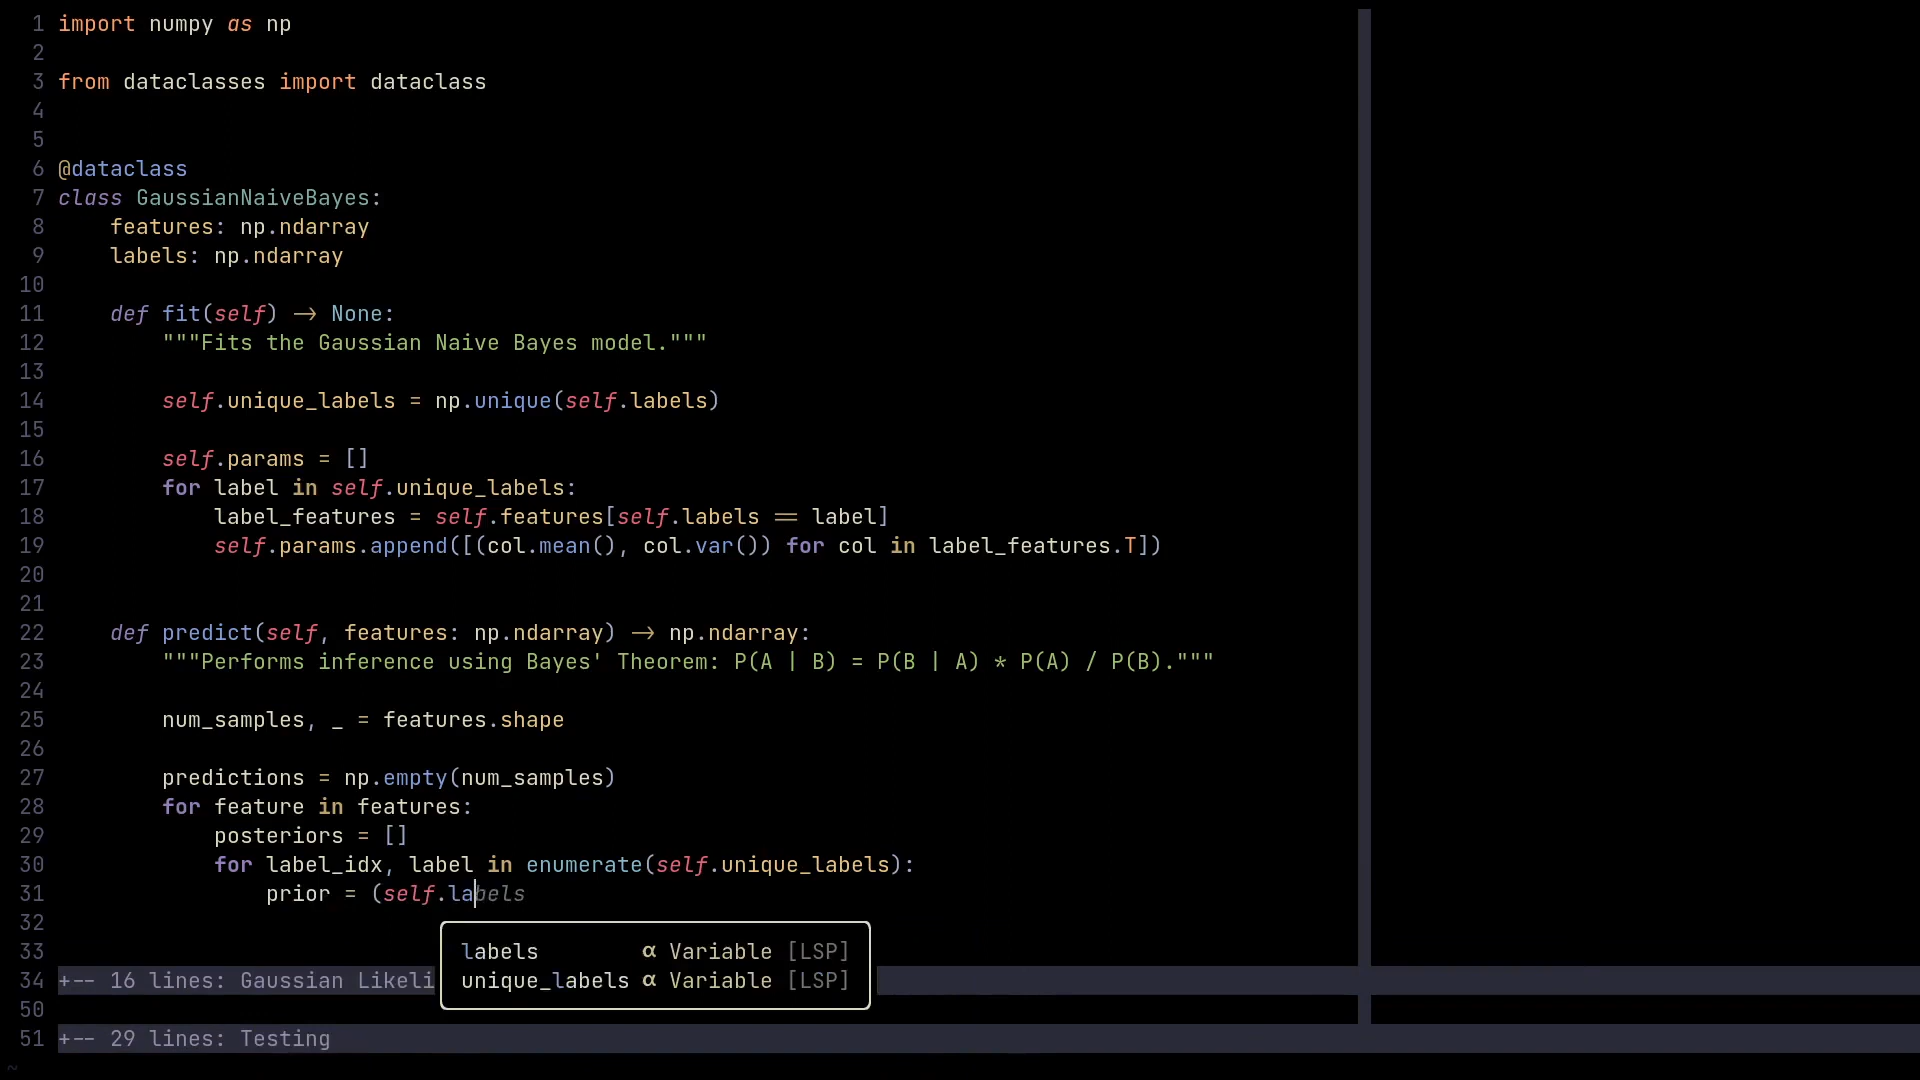 1 import numpy as np
2
3 from dataclasses import dataclass
4
5
6 @dataclass
7 class GaussianNaiveBayes:
8     features: np.ndarray
9     labels: np.ndarray
10
11     def fit(self) -> None:
12         """Fits the Gaussian Naive Bayes model."""
13
14         self.unique_labels = np.unique(self.labels)
15
16         self.params = []
17         for label in self.unique_labels:
18             label_features = self.features[self.labels == label]
19             self.params.append([(col.mean(), col.var()) for col in label_features.T])
20
21
22     def predict(self, features: np.ndarray) -> np.ndarray:
23         """Performs inference using Bayes' Theorem: P(A | B) = P(B | A) * P(A) / P(B)."""
24
25         num_samples, _ = features.shape
26
27         predictions = np.empty(num_samples)
28         for feature in features:
29             posteriors = []
30             for label_idx, label in enumerate(self.unique_labels):
31                 prior = (self.labels
32
labels α Variable [LSP]
unique_labels α Variable [LSP]
33
34 +-- 16 lines: Gaussian Likeli
50
51 +-- 29 lines: Testing
~